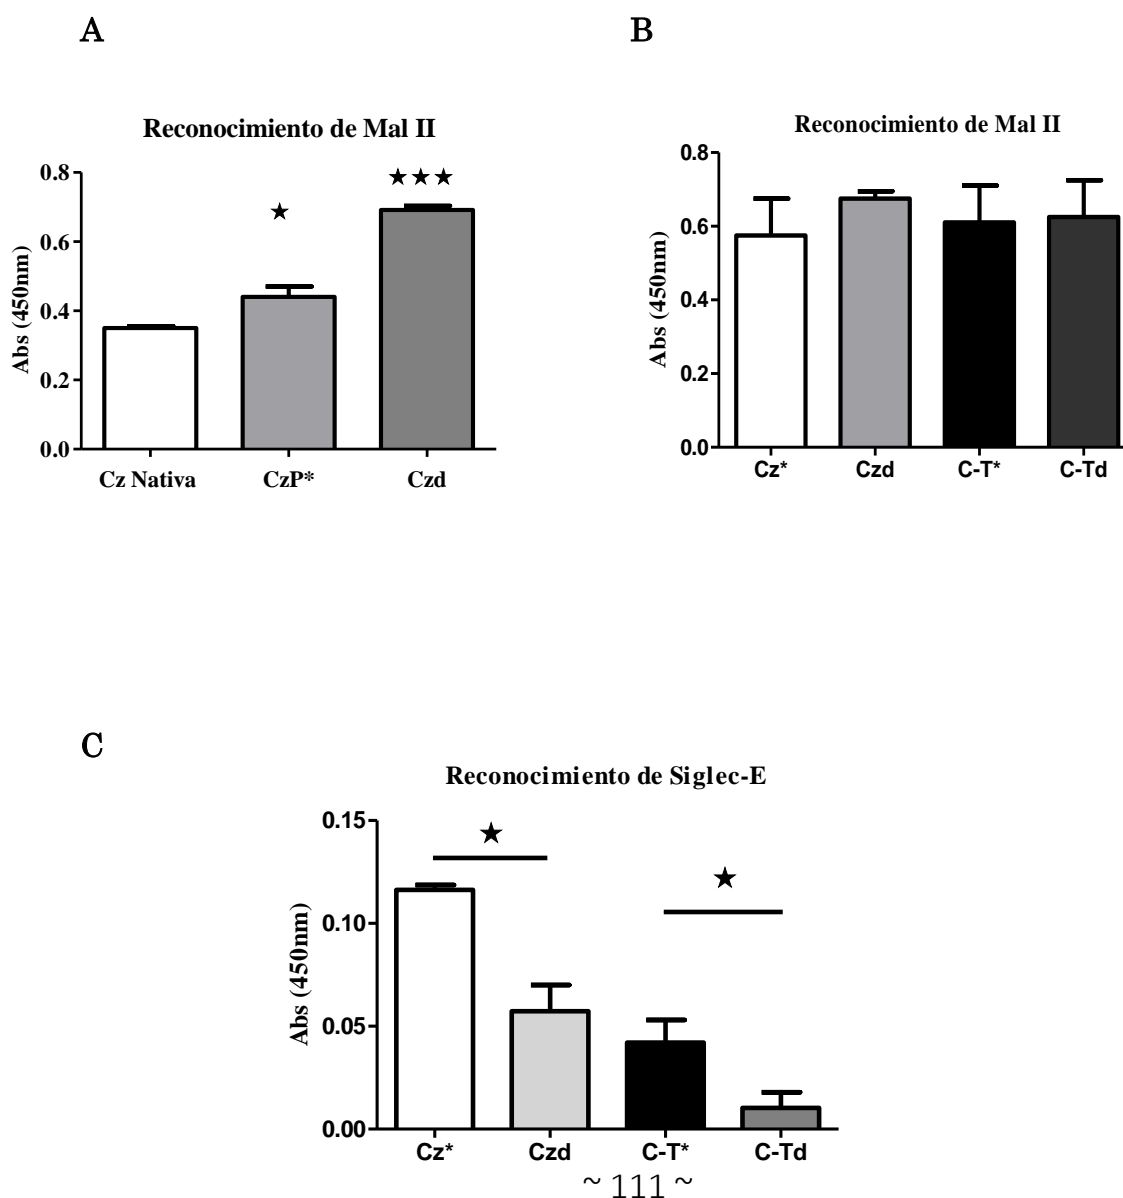 A
Reconocimiento de Mal II
★★★
★
0.8
0.6
0.4
0.2
0.0
Abs (450nm)
Cz Nativa CzP* Czd
B
Reconocimiento de Mal II
0.8
0.6
0.4
0.2
0.0
Abs (450nm)
Cz* Czd C-T* C-Td
C
Reconocimiento de Siglec-E
★
★
0.15
0.10
0.05
0.00
Abs (450nm)
Cz* Czd C-T* C-Td
~ 111 ~